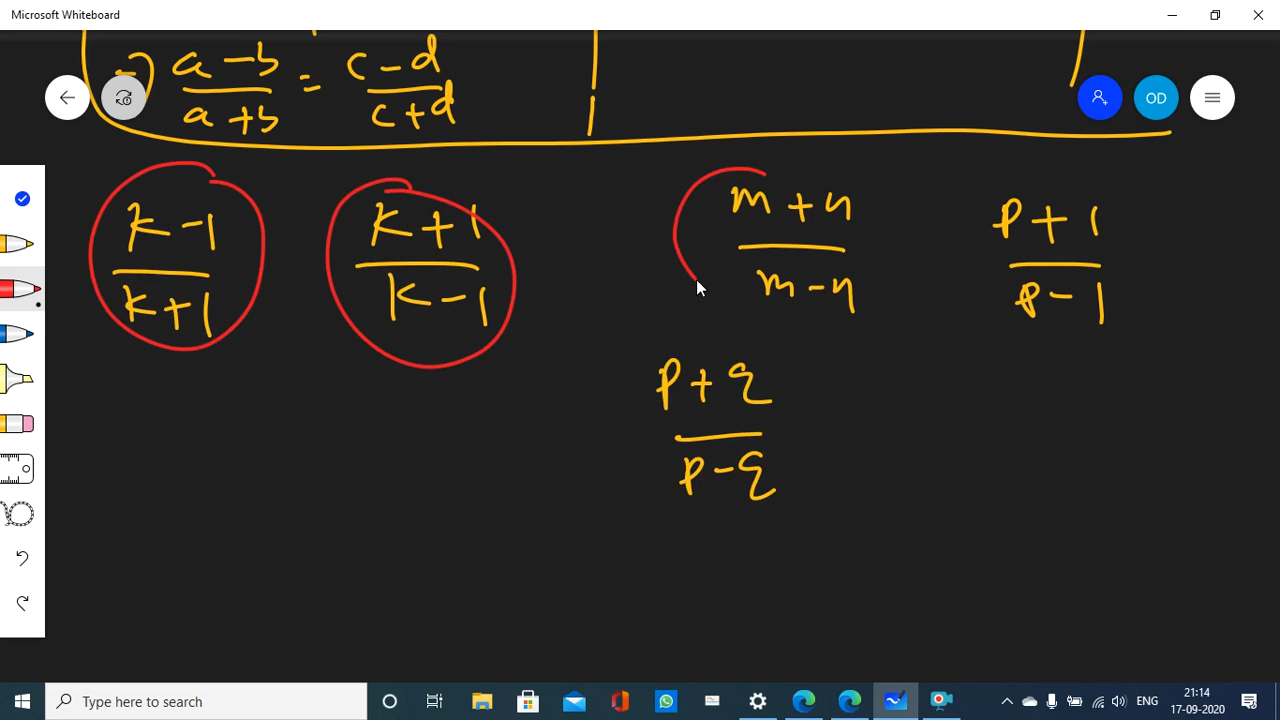 Microsoft Whiteboard
=> a - b / a + b = c - d / c + d
OD
k - 1 / k + 1
k + 1 / k - 1
m + n / m - n
p + 1 / p - 1
p + q / p - q
Type here to search
ENG
21:14
17-09-2020